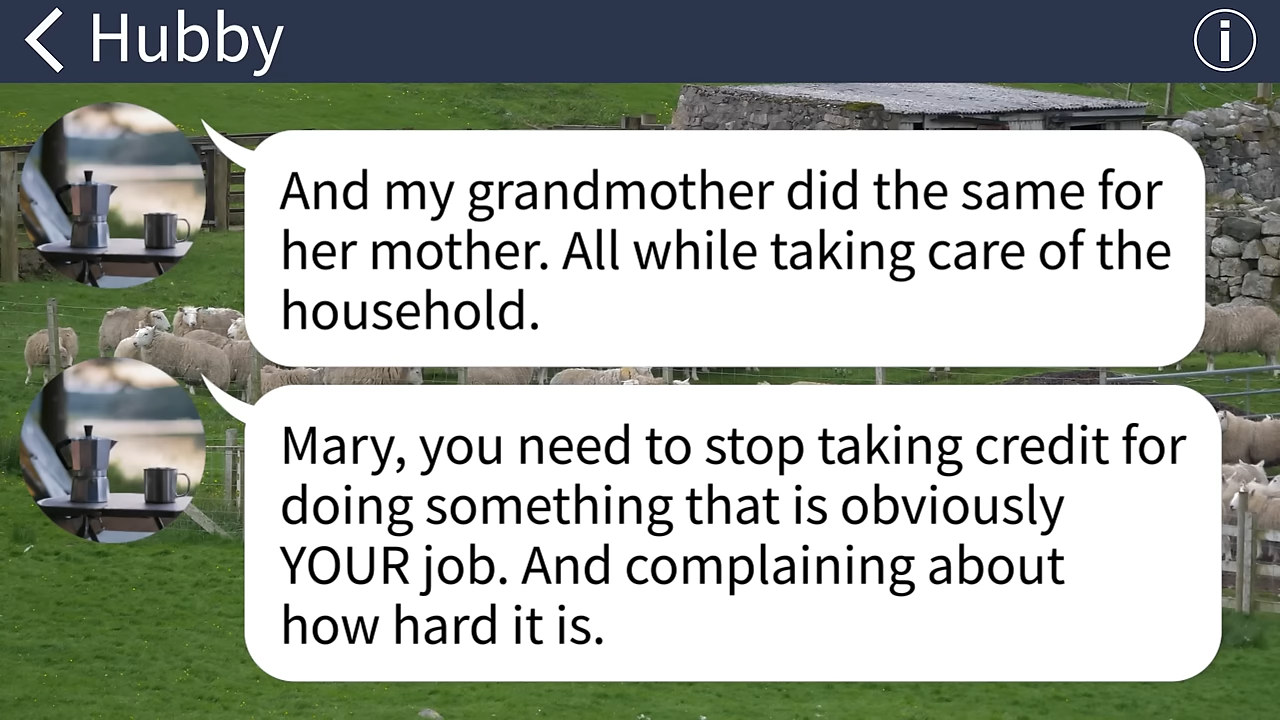 Hubby
And my grandmother did the same for
her mother. All while taking care of the
household.
Mary, you need to stop taking credit for
doing something that is obviously
YOUR job. And complaining about
how hard it is.